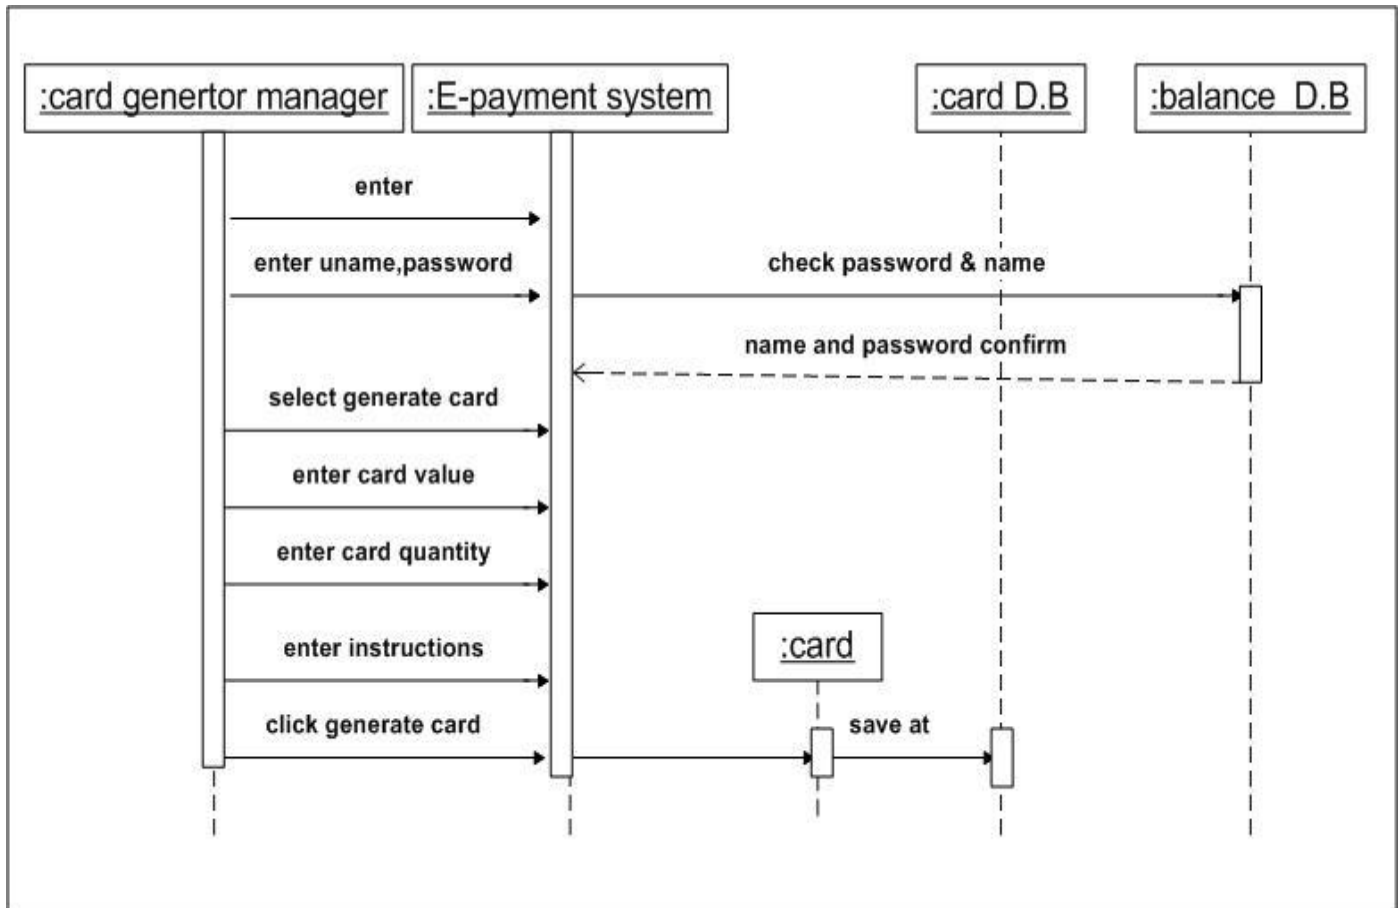 :card genertor manager
:E-payment system
:card D.B
:balance D.B
enter
enter uname,password
check password & name
name and password confirm
select generate card
enter card value
enter card quantity
enter instructions
:card
click generate card
save at